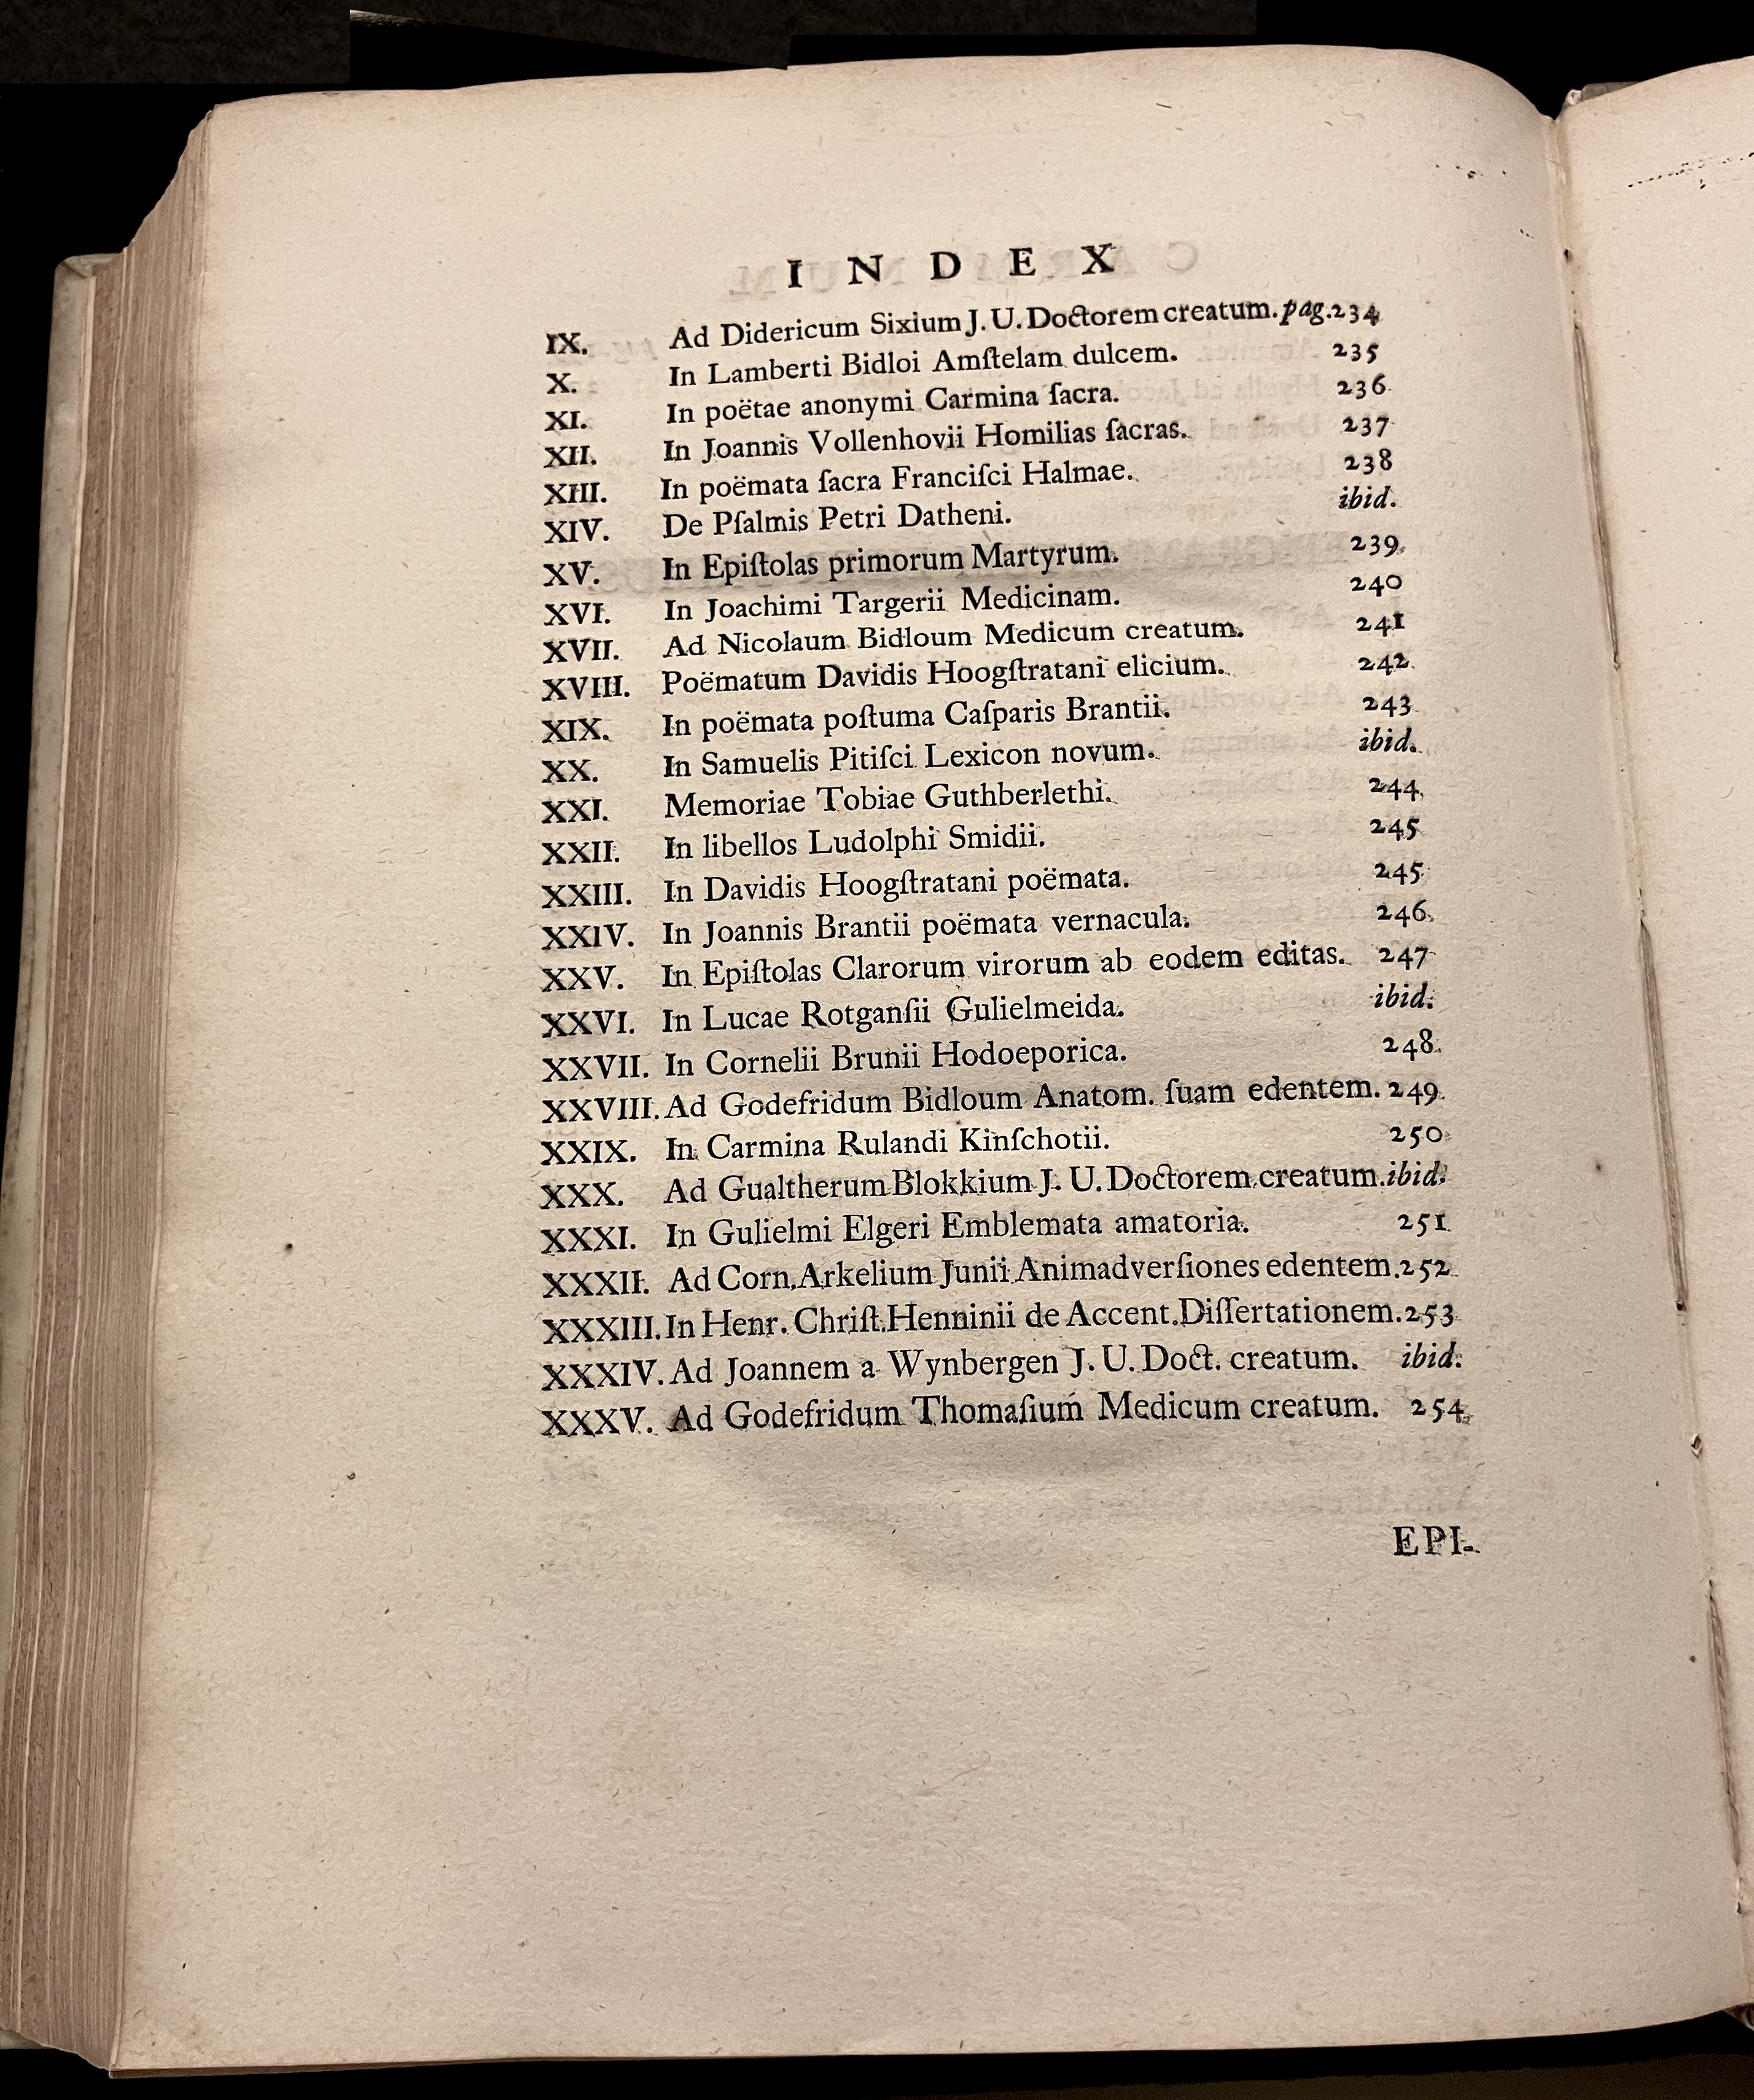 I N D E X
IX. Ad Didericum Sixium J. U. Doctorem creatum. pag. 234
X. In Lamberti Bidloi Amſtelam dulcem. 235
XI. In poëtae anonymi Carmina ſacra. 236
XII. In Joannis Vollenhovii Homilias ſacras. 237
XIII. In poëmata ſacra Franciſci Halmae. 238
XIV. De Pſalmis Petri Datheni. ibid.
XV. In Epiſtolas primorum Martyrum. 239
XVI. In Joachimi Targerii Medicinam. 240
XVII. Ad Nicolaum Bidloum Medicum creatum. 241
XVIII. Poëmatum Davidis Hoogſtratani elicium. 242
XIX. In poëmata poſtuma Caſparis Brantii. 243
XX. In Samuelis Pitiſci Lexicon novum. ibid.
XXI. Memoriae Tobiae Guthberlethi. 244
XXII. In libellos Ludolphi Smidii. 245
XXIII. In Davidis Hoogſtratani poëmata. 245
XXIV. In Joannis Brantii poëmata vernacula. 246
XXV. In Epiſtolas Clarorum virorum ab eodem editas. 247
XXVI. In Lucae Rotganſii Gulielmeida. ibid.
XXVII. In Cornelii Brunii Hodoeporica. 248
XXVIII. Ad Godefridum Bidloum Anatom. ſuam edentem. 249
XXIX. In Carmina Rulandi Kinſchotii. 250
XXX. Ad Gualtherum Blokkium J. U. Doctorem creatum. ibid.
XXXI. In Gulielmi Elgeri Emblemata amatoria. 251
XXXII. Ad Corn. Arkelium Junii Animadverſiones edentem. 252
XXXIII. In Henr. Chriſt. Henninii de Accent. Diſſertationem. 253
XXXIV. Ad Joannem a Wynbergen J. U. Doct. creatum. ibid.
XXXV. Ad Godefridum Thomaſium Medicum creatum. 254
EPI-